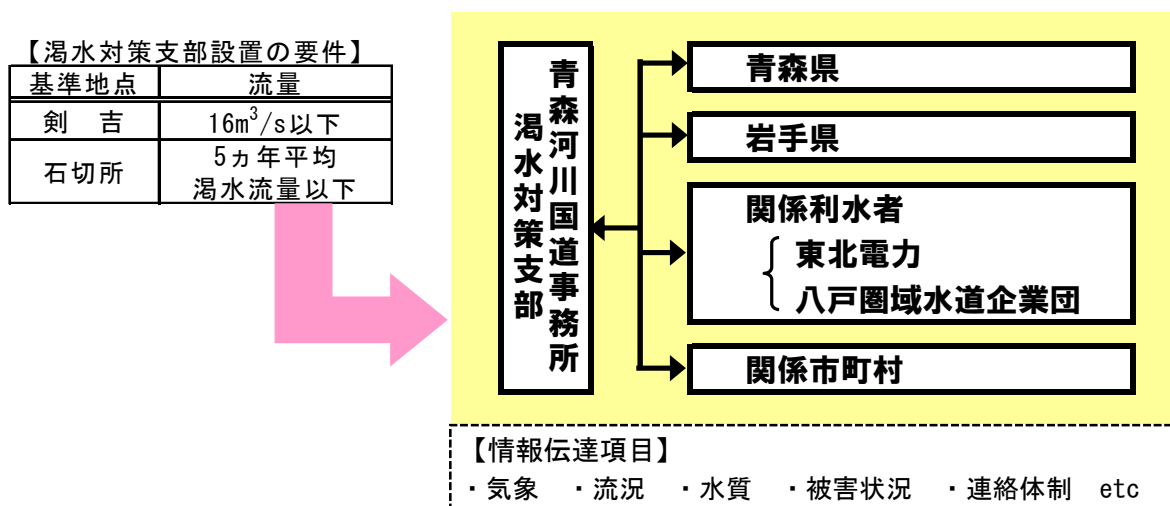 【渇水対策支部設置の要件】
基準地点 流量
剣 吉 16m³/s以下
石切所 5ヵ年平均
渇水流量以下
青森河川国道事務所
渇水対策支部
青森県
岩手県
関係利水者
東北電力
八戸圏域水道企業団
関係市町村
【情報伝達項目】
・気象 ・流況 ・水質 ・被害状況 ・連絡体制 etc